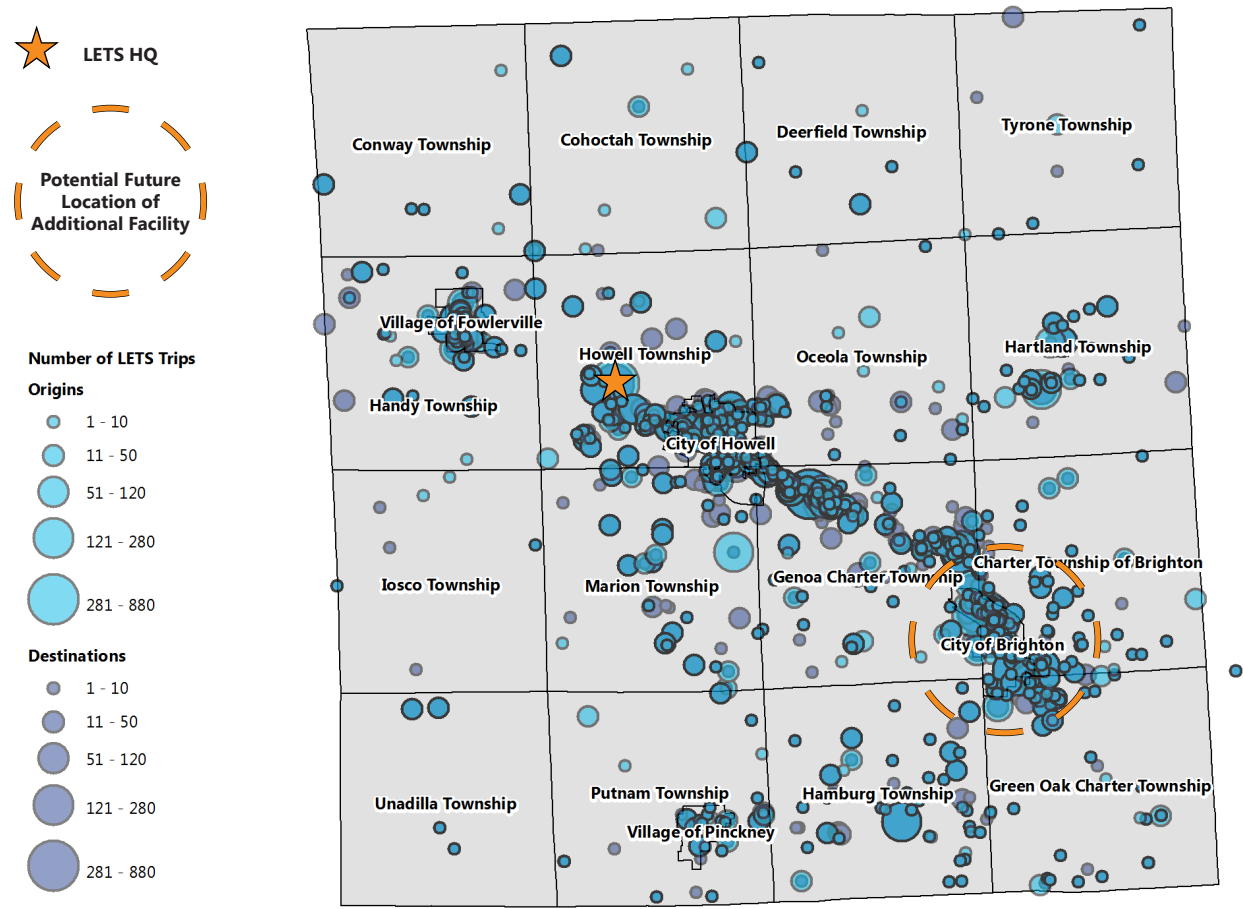 LETS HQ
Potential Future
Location of
Additional Facility
Number of LETS Trips
Origins
1 - 10
11 - 50
51 - 120
121 - 280
281 - 880
Destinations
1 - 10
11 - 50
51 - 120
121 - 280
281 - 880
Conway Township
Cohoctah Township
Deerfield Township
Tyrone Township
Village of Fowlerville
Handy Township
Howell Township
City of Howell
Oceola Township
Hartland Township
Iosco Township
Marion Township
Genoa Charter Township
Charter Township of Brighton
City of Brighton
Unadilla Township
Putnam Township
Village of Pinckney
Hamburg Township
Green Oak Charter Township